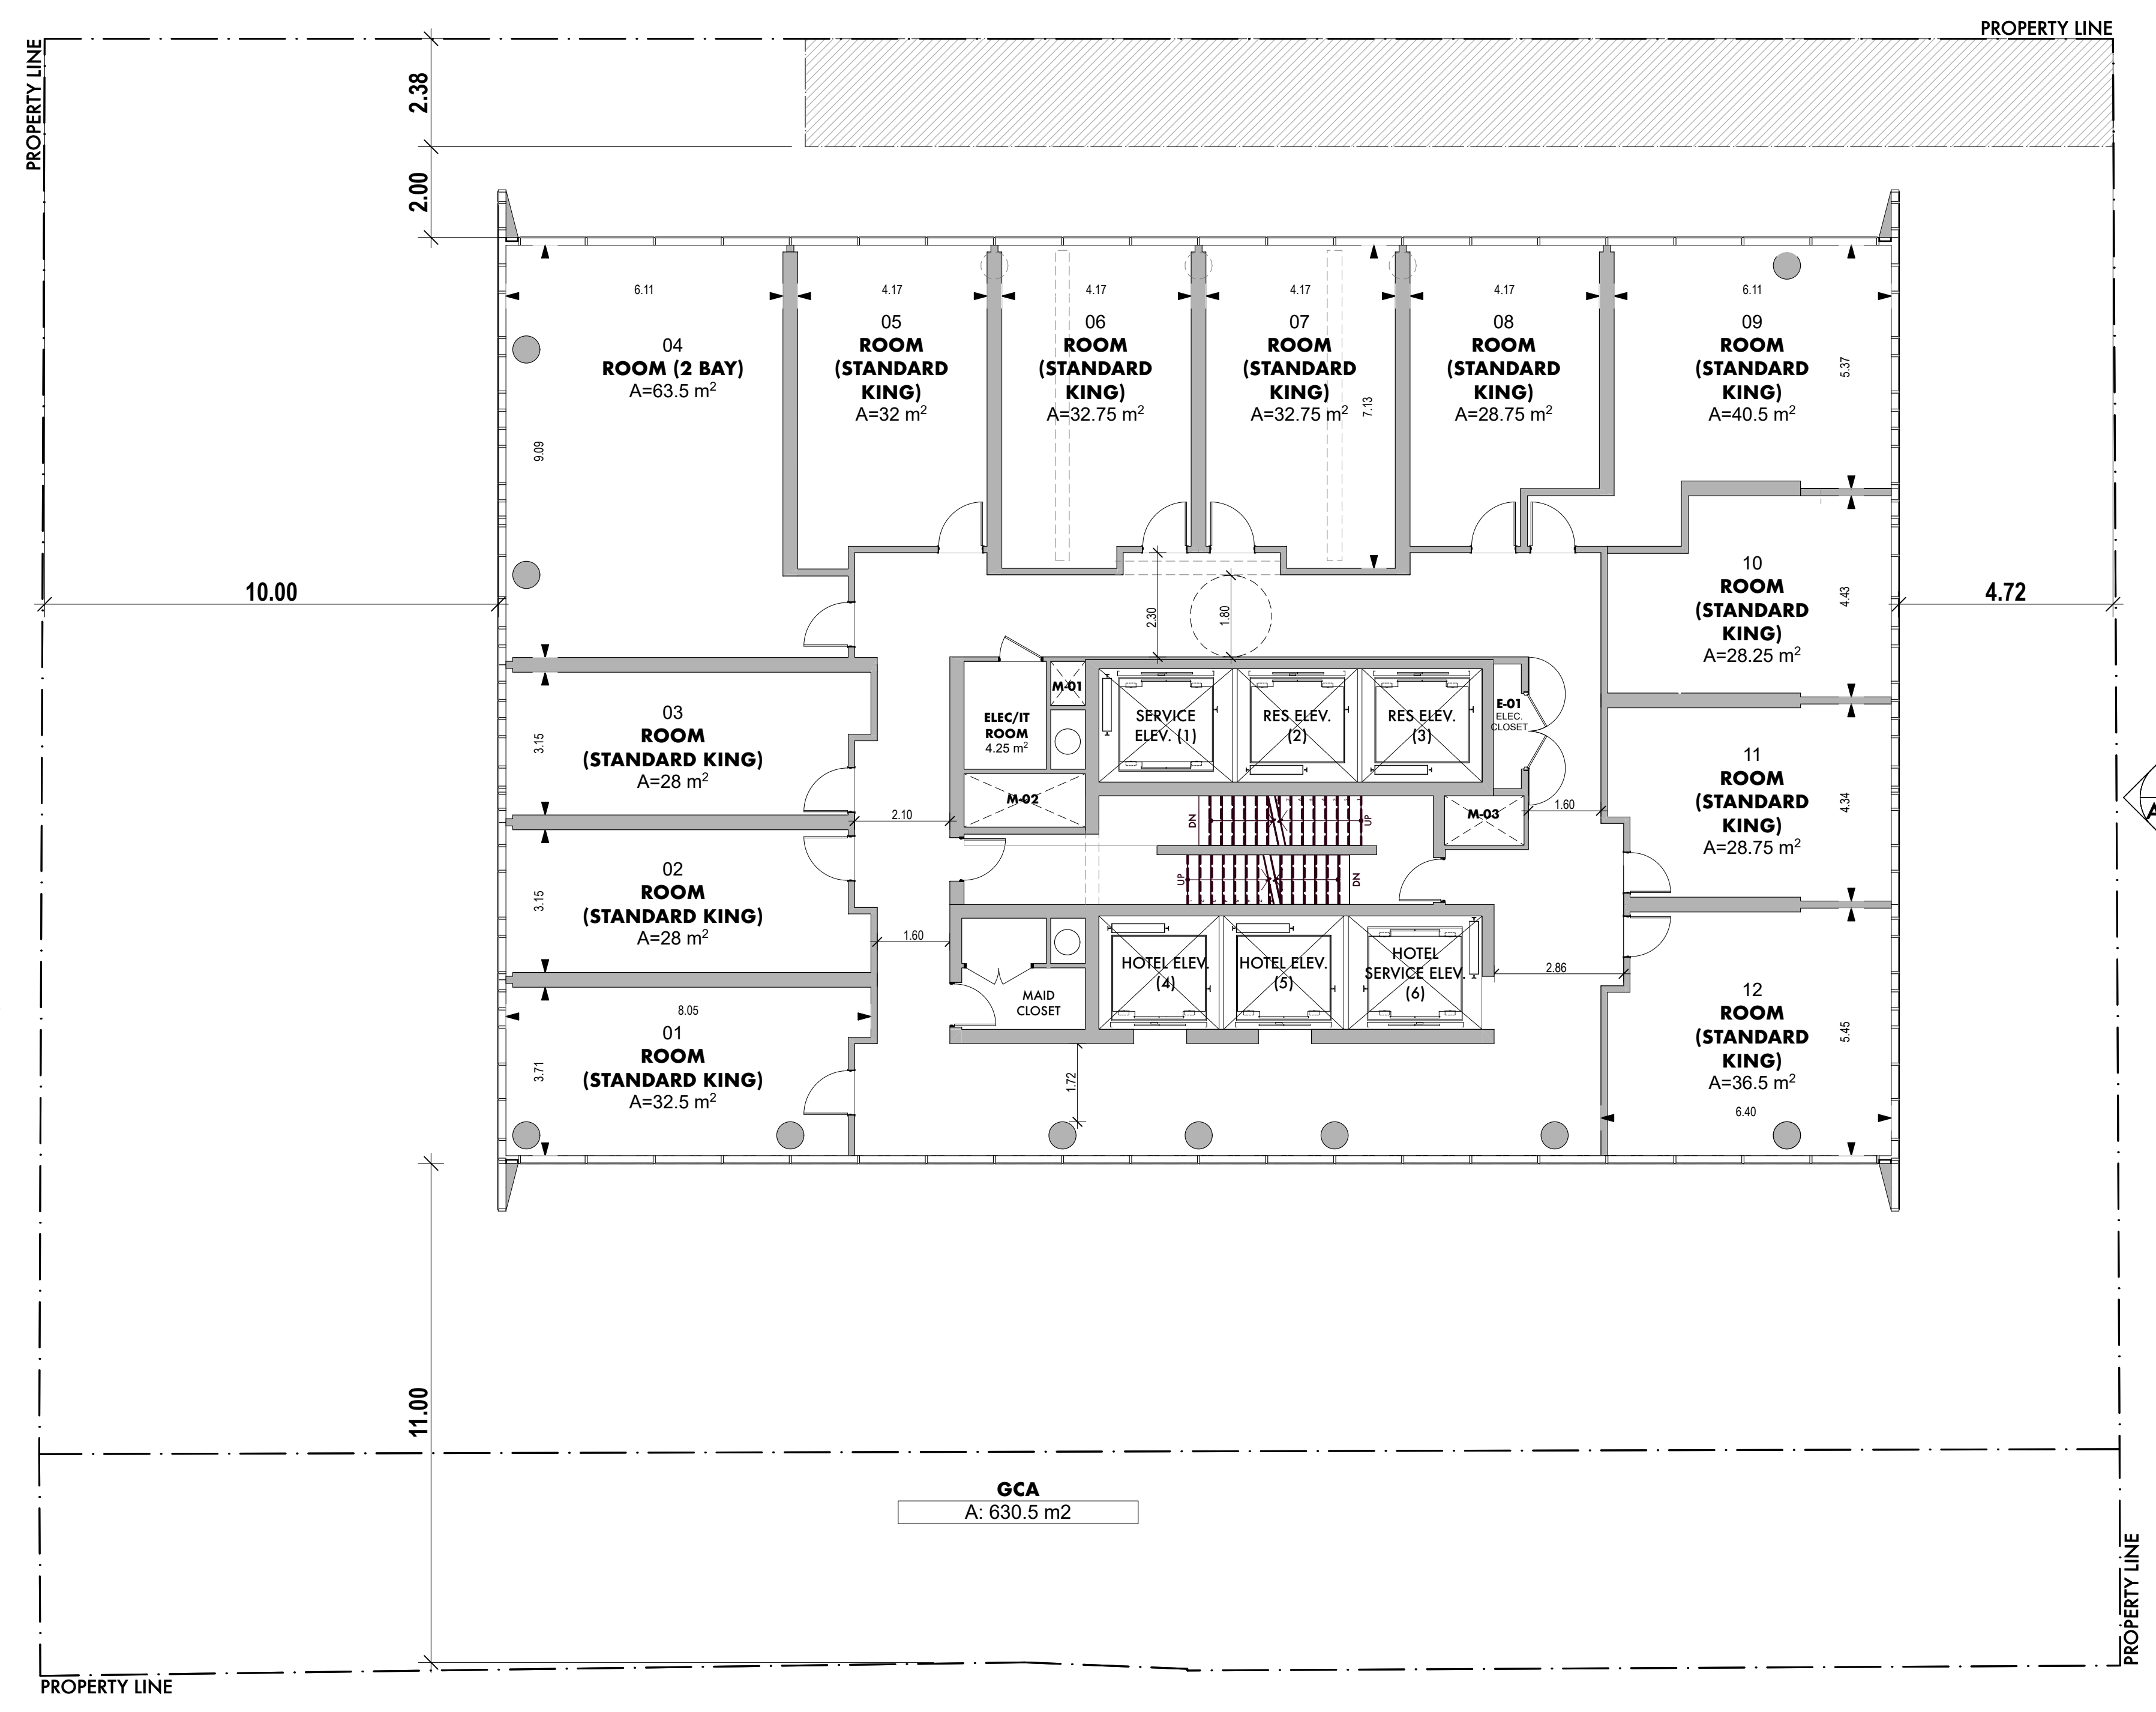 PROPERTY LINE
PROPERTY LINE
2.38
2.00
6.11
4.17
4.17
4.17
4.17
6.11
04
ROOM (2 BAY)
A=63.5 m²
9.09
05
ROOM
(STANDARD
KING)
A=32 m²
06
ROOM
(STANDARD
KING)
A=32.75 m²
07
ROOM
(STANDARD
KING)
A=32.75 m²
7.13
08
ROOM
(STANDARD
KING)
A=28.75 m²
09
ROOM
(STANDARD
KING)
A=40.5 m²
5.37
10.00
2.30
1.80
10
ROOM
(STANDARD
KING)
A=28.25 m²
4.43
4.72
03
ROOM
(STANDARD KING)
A=28 m²
3.15
ELEC/IT
ROOM
4.25 m²
M-01
SERVICE
ELEV. (1)
RES ELEV.
(2)
RES ELEV.
(3)
E-01
ELEC.
CLOSET
11
ROOM
(STANDARD
KING)
A=28.75 m²
4.34
A
M-02
2.10
DN
UP
M-03
1.60
02
ROOM
(STANDARD KING)
A=28 m²
3.15
UP
DN
1.60
HOTEL ELEV.
(4)
HOTEL ELEV.
(5)
HOTEL
SERVICE ELEV.
(6)
2.86
MAID
CLOSET
8.05
01
ROOM
(STANDARD KING)
A=32.5 m²
3.71
1.72
12
ROOM
(STANDARD
KING)
A=36.5 m²
5.45
6.40
11.00
GCA
A: 630.5 m2
PROPERTY LINE
PROPERTY LINE